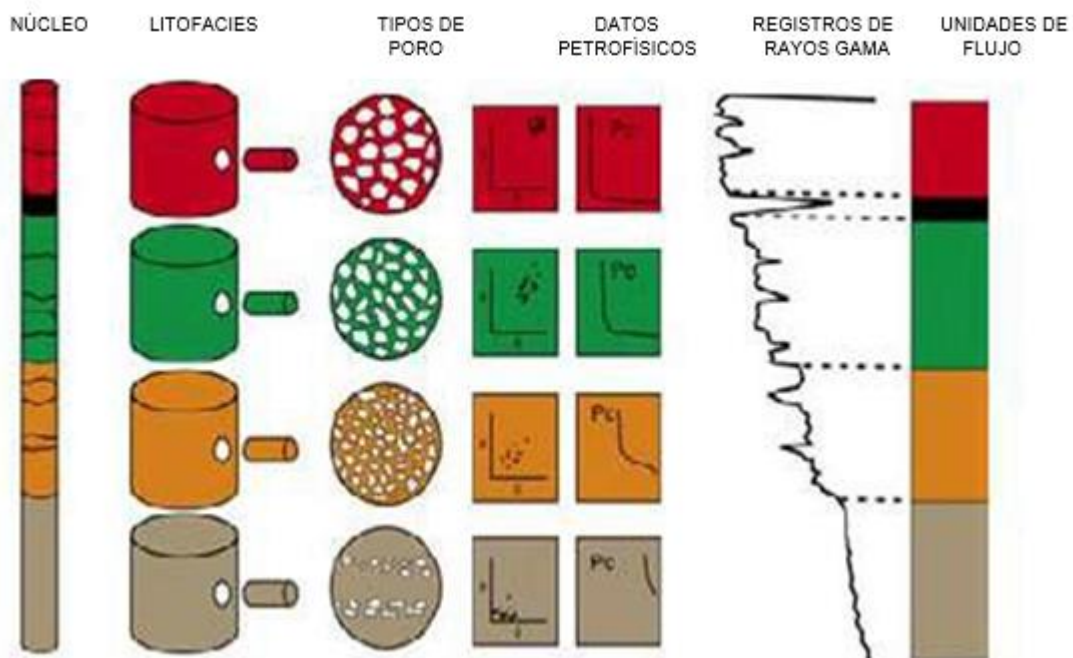 NÚCLEO
LITOFACIES
TIPOS DE
PORO
DATOS
PETROFÍSICOS
REGISTROS DE
RAYOS GAMA
UNIDADES DE
FLUJO
Pc
Pc
Pc
Pc